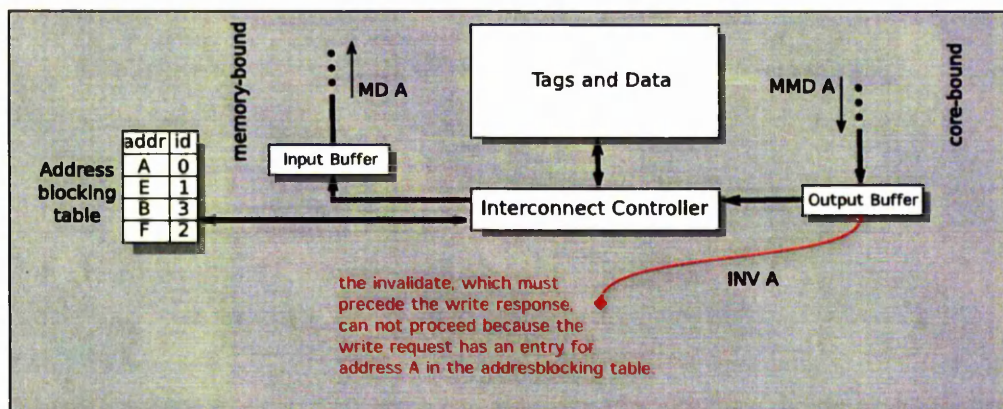 memory-bound
MD A
Tags and Data
MMD A
core-bound
Address
blocking
table
addr id
A 0
E 1
B 3
F 2
Input Buffer
Interconnect Controller
Output Buffer
INV A
the invalidate, which must
precede the write response,
can not proceed because the
write request has an entry for
address A in the addresblocking table.